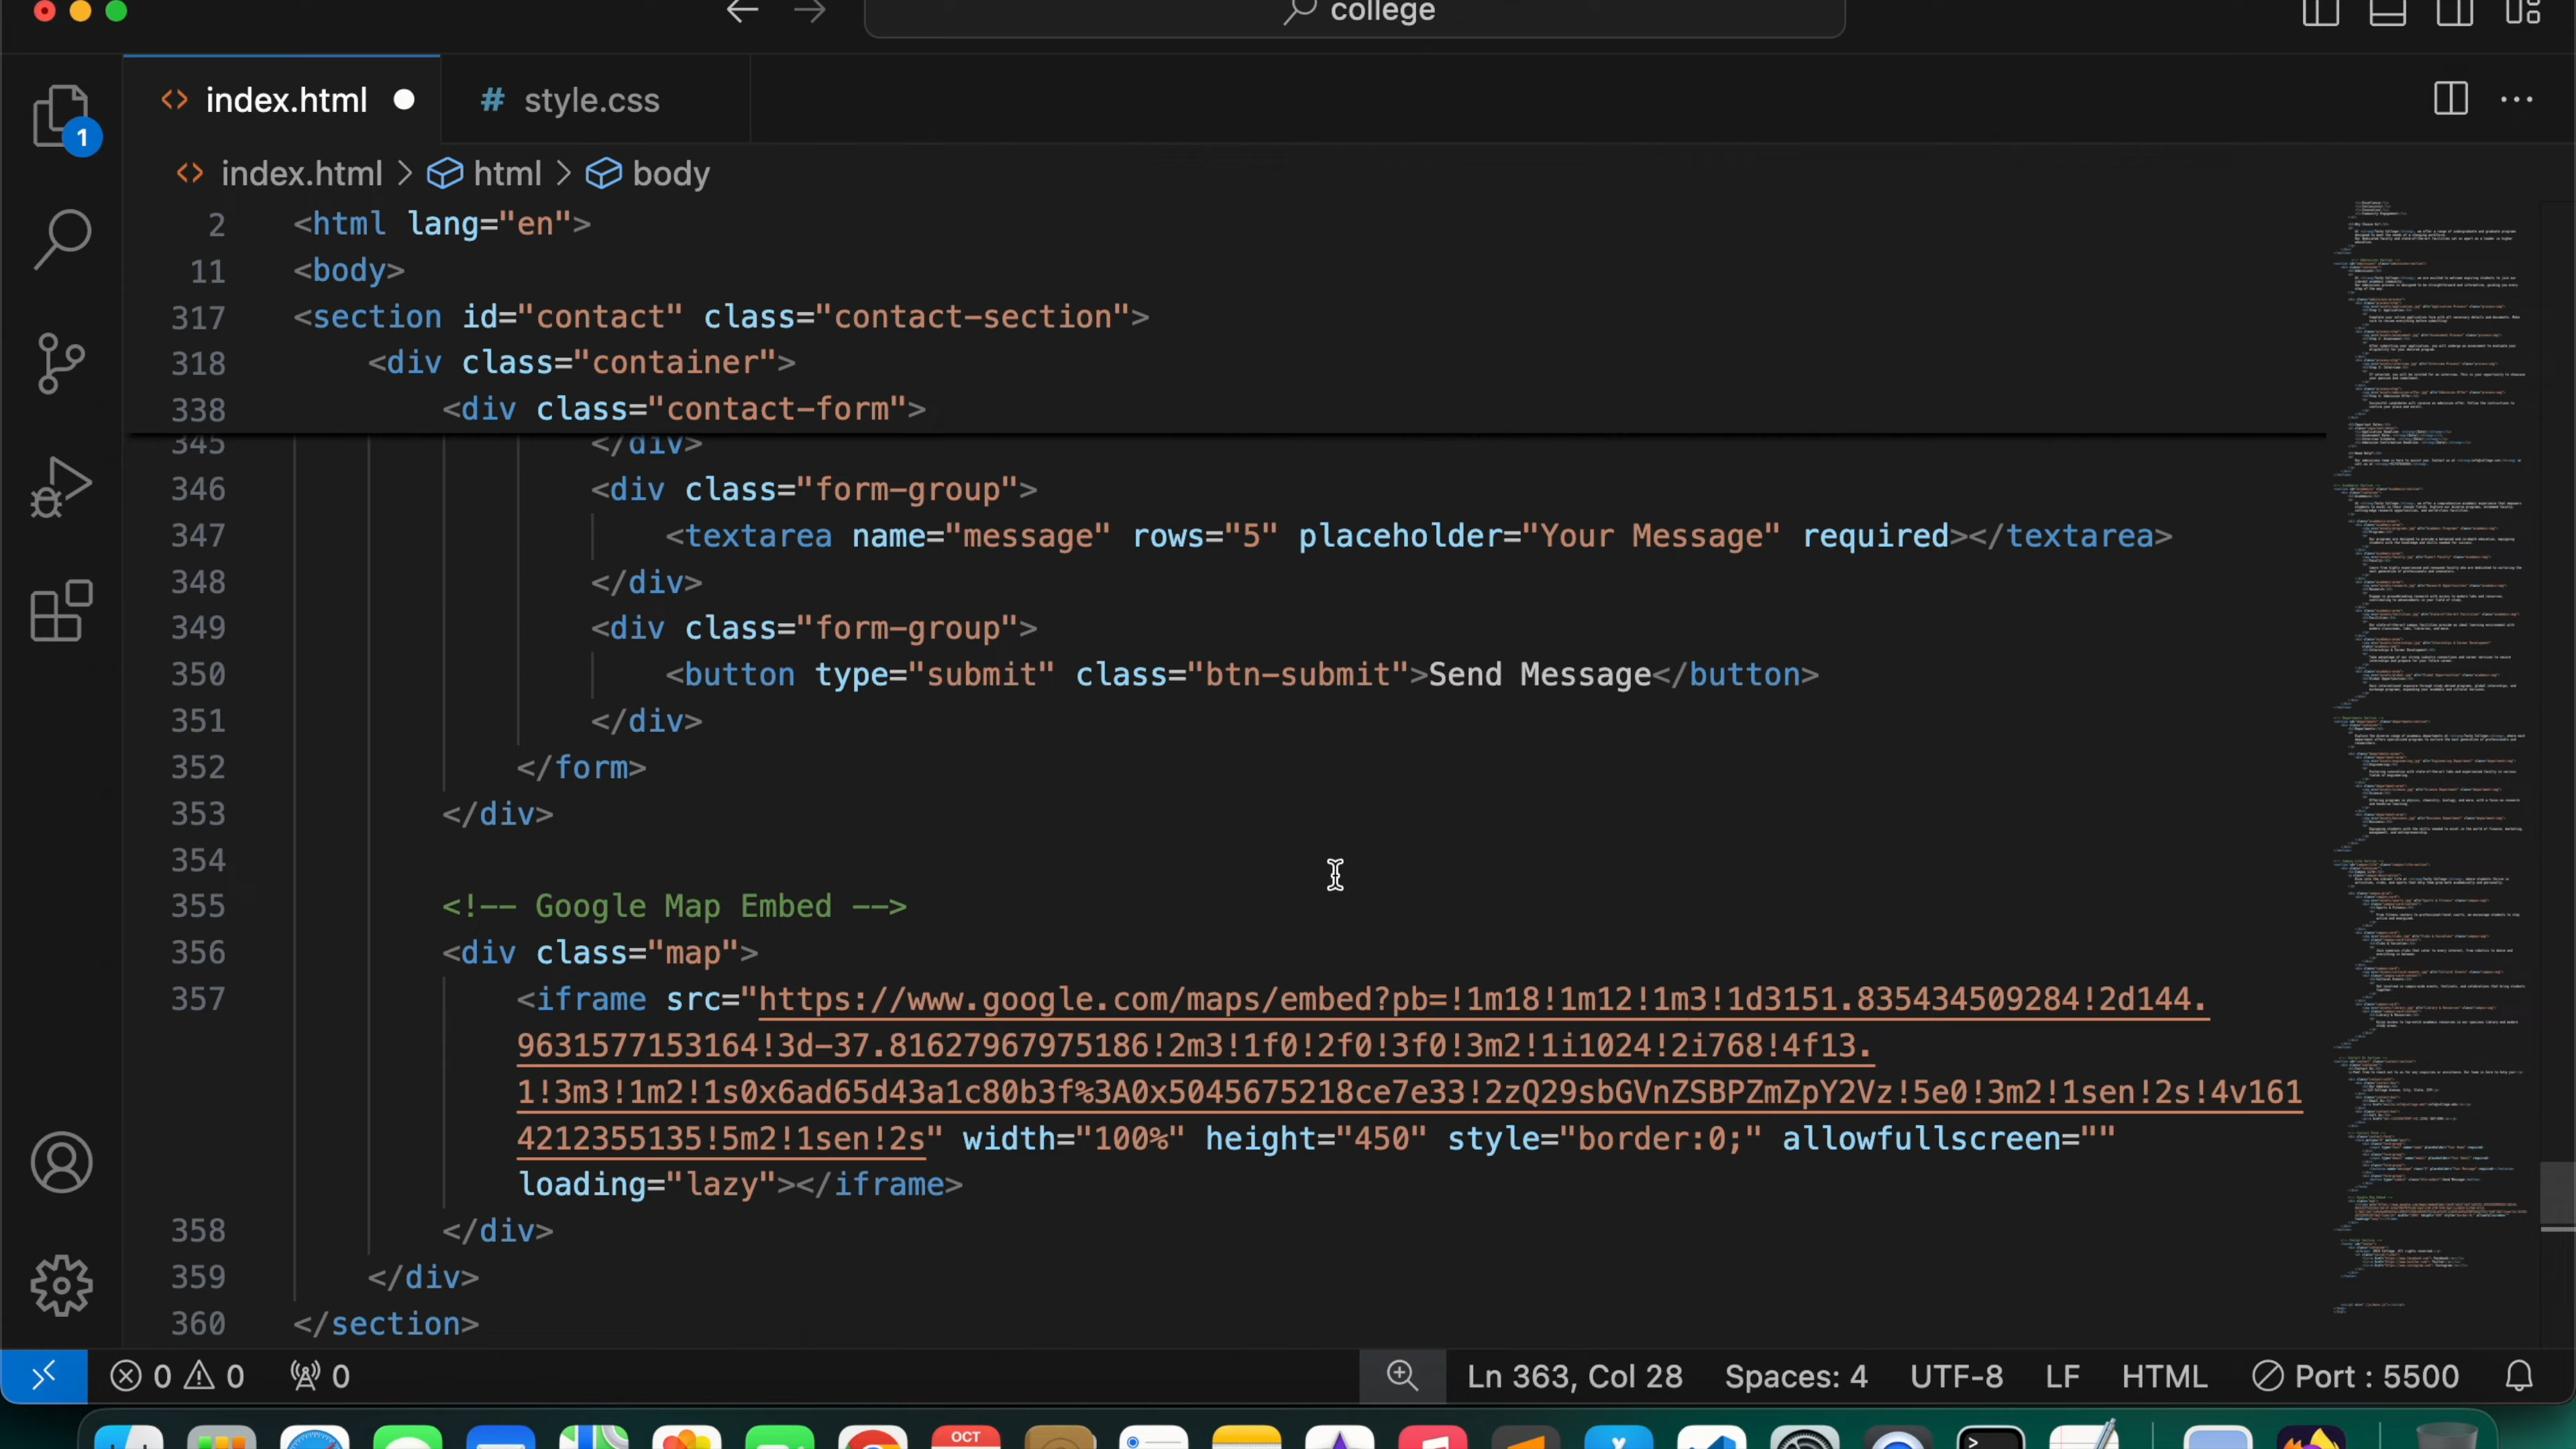 college
index.html
style.css
1
index.html > html > body
2 <html lang="en">
11 <body>
317 <section id="contact" class="contact-section">
318 <div class="container">
338 <div class="contact-form">
345 </div>
346 <div class="form-group">
347 <textarea name="message" rows="5" placeholder="Your Message" required></textarea>
348 </div>
349 <div class="form-group">
350 <button type="submit" class="btn-submit">Send Message</button>
351 </div>
352 </form>
353 </div>
354
355 <!-- Google Map Embed -->
356 <div class="map">
357 <iframe src="https://www.google.com/maps/embed?pb=!1m18!1m12!1m3!1d3151.835434509284!2d144.
9631577153164!3d-37.81627967975186!2m3!1f0!2f0!3f0!3m2!1i1024!2i768!4f13.
1!3m3!1m2!1s0x6ad65d43a1c80b3f%3A0x5045675218ce7e33!2zQ29sbGVnZSBPZmZpY2Vz!5e0!3m2!1sen!2s!4v161
4212355135!5m2!1sen!2s" width="100%" height="450" style="border:0;" allowfullscreen=""
loading="lazy"></iframe>
358 </div>
359 </div>
360 </section>
0 0 0 Ln 363, Col 28 Spaces: 4 UTF-8 LF HTML Port : 5500
OCT